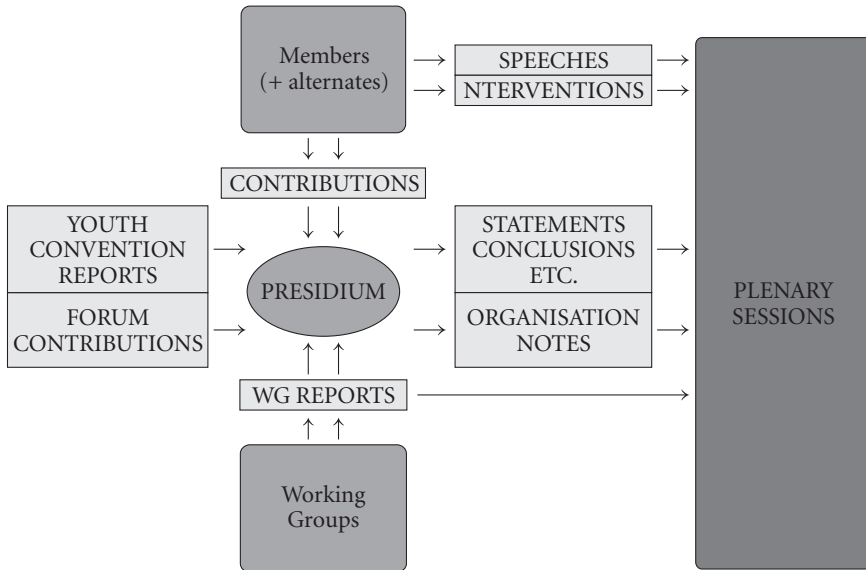 Members
(+ alternates)
SPEECHES
NTERVENTIONS
CONTRIBUTIONS
YOUTH
CONVENTION
REPORTS
FORUM
CONTRIBUTIONS
PRESIDIUM
STATEMENTS
CONCLUSIONS
ETC.
ORGANISATION
NOTES
PLENARY
SESSIONS
WG REPORTS
Working
Groups